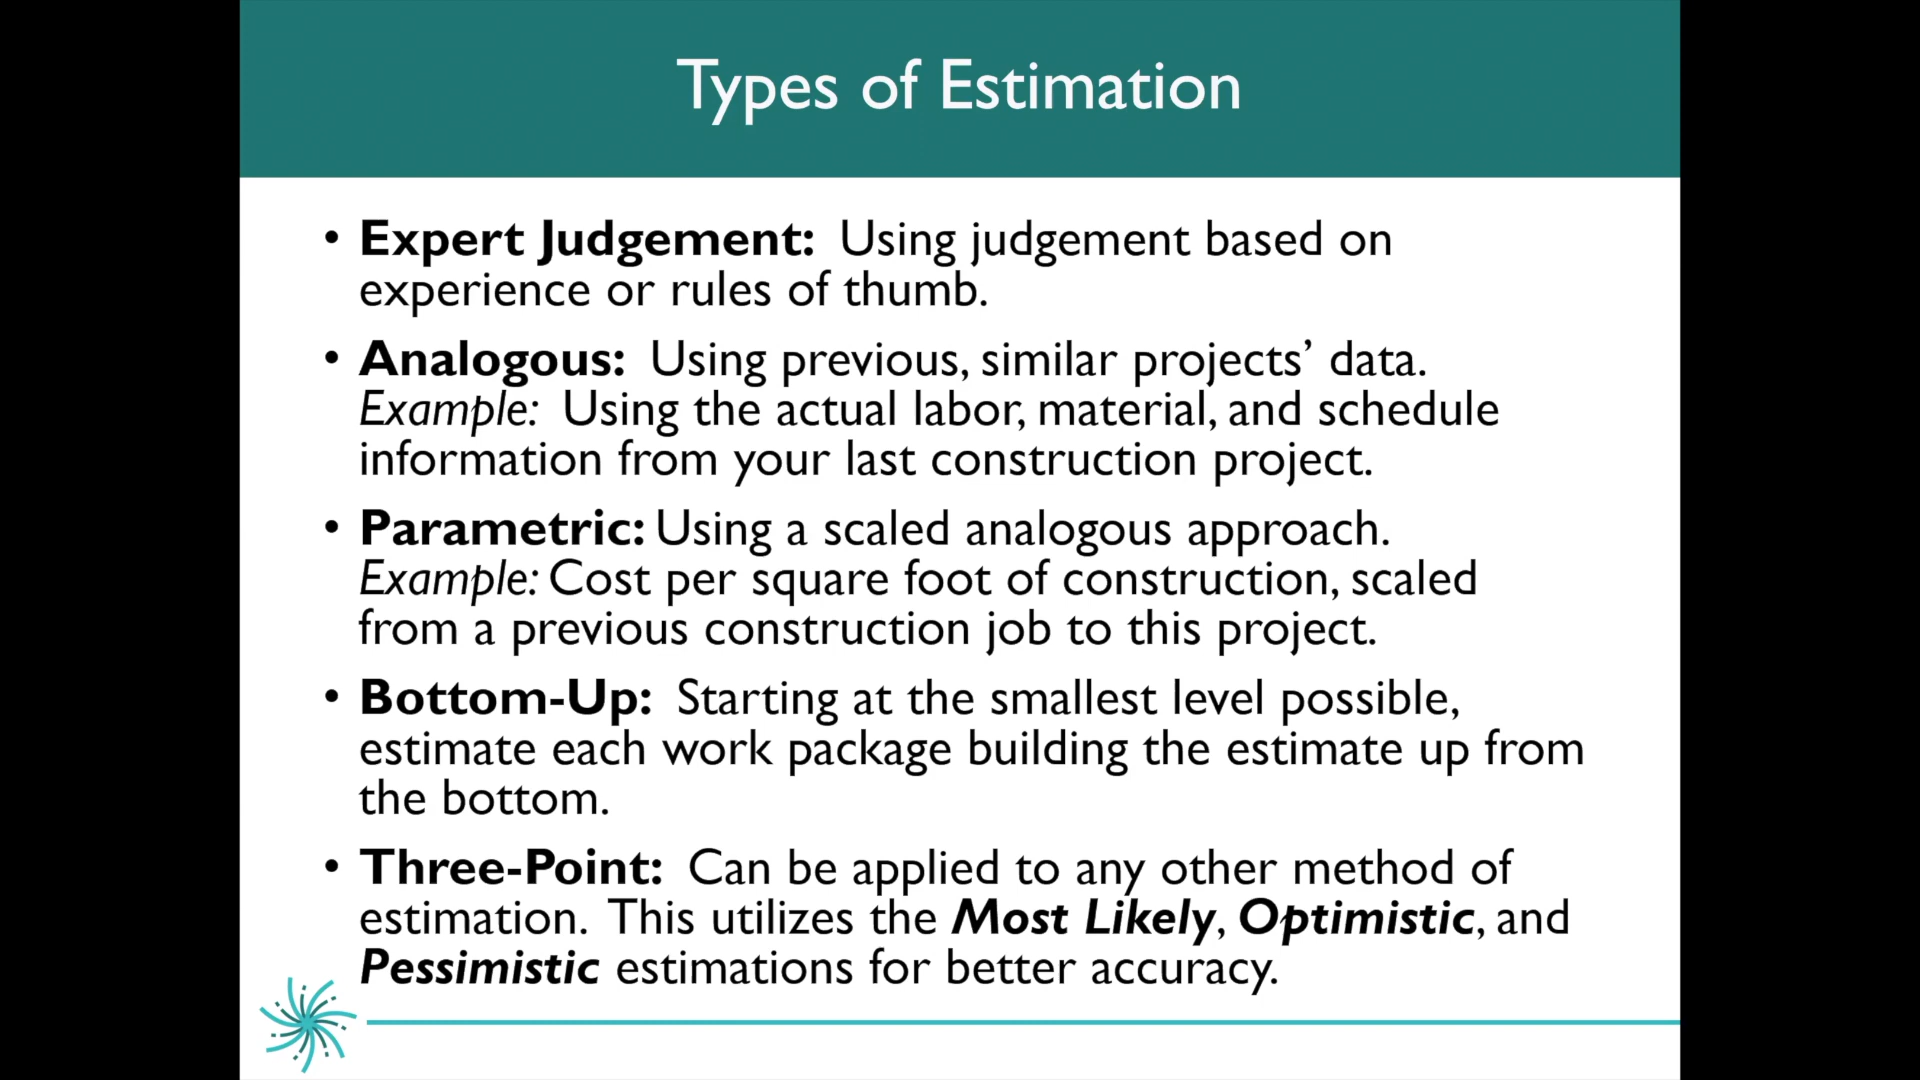 Types of Estimation
• Expert Judgement: Using judgement based on
experience or rules of thumb.
• Analogous: Using previous, similar projects’ data.
Example: Using the actual labor, material, and schedule
information from your last construction project.
• Parametric: Using a scaled analogous approach.
Example: Cost per square foot of construction, scaled
from a previous construction job to this project.
• Bottom-Up: Starting at the smallest level possible,
estimate each work package building the estimate up from
the bottom.
• Three-Point: Can be applied to any other method of
estimation. This utilizes the Most Likely, Optimistic, and
Pessimistic estimations for better accuracy.